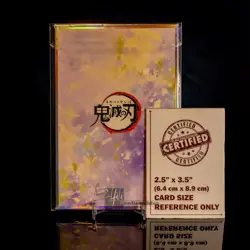 鬼滅の刃
CERTIFIED
CERTIFIED
CERTIFIED
2.5" x 3.5"
(6.4 cm x 8.9 cm)
CARD SIZE
REFERENCE ONLY